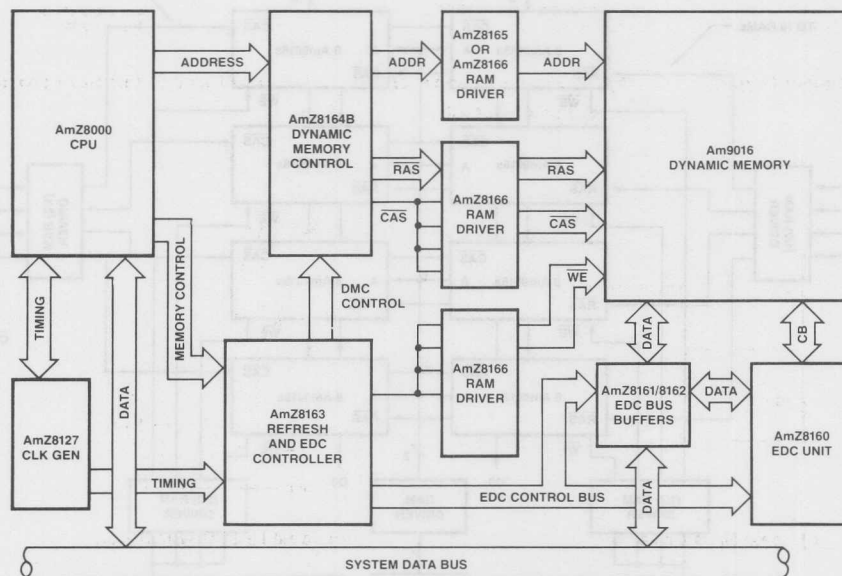 AmZ8000
CPU
ADDRESS
AmZ8164B
DYNAMIC
MEMORY
CONTROL
ADDR
AmZ8165
OR
AmZ8166
RAM
DRIVER
ADDR
Am9016
DYNAMIC MEMORY
RAS
CAS
AmZ8166
RAM
DRIVER
RAS
CAS
WE
TIMING
MEMORY CONTROL
DATA
DMC
CONTROL
AmZ8127
CLK GEN
TIMING
AmZ8163
REFRESH
AND EDC
CONTROLLER
AmZ8166
RAM
DRIVER
DATA
CB
AmZ8161/8162
EDC BUS
BUFFERS
DATA
AmZ8160
EDC UNIT
EDC CONTROL BUS
DATA
SYSTEM DATA BUS